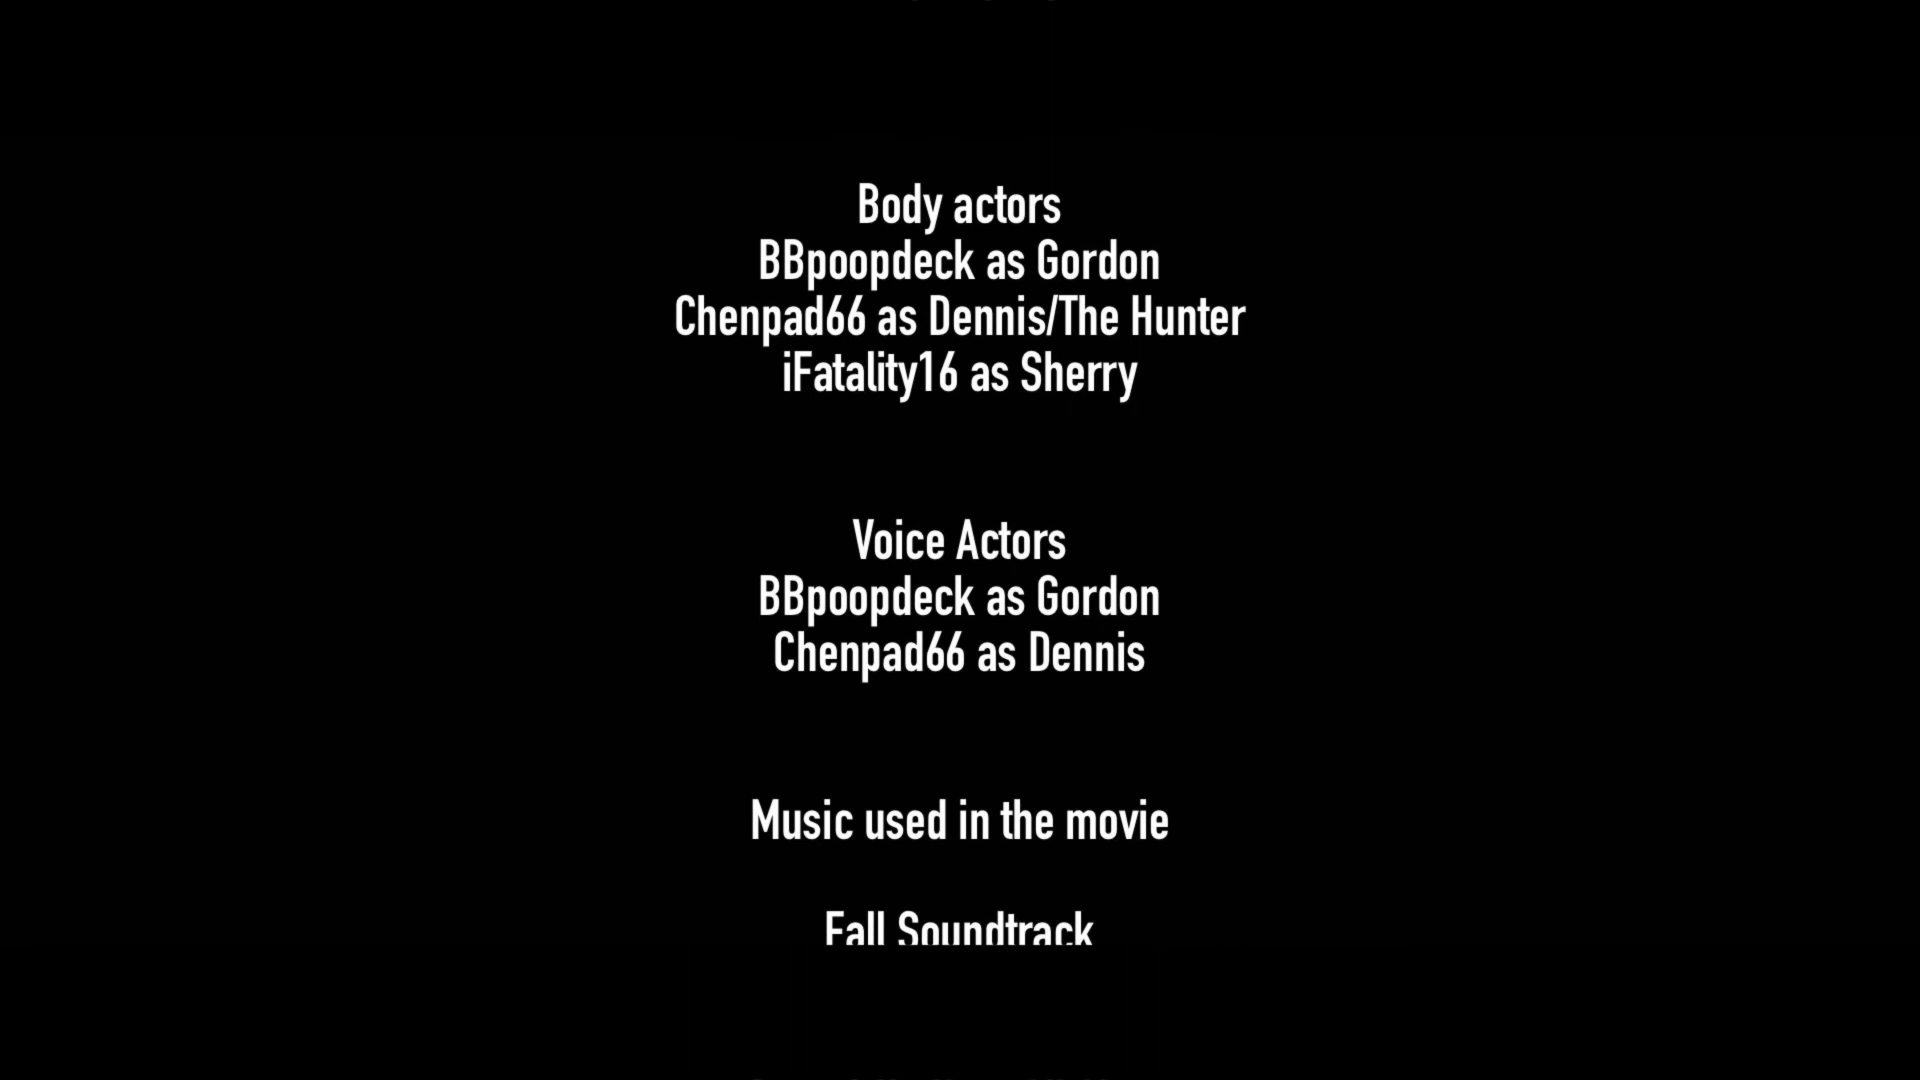 Body actors
BBpoopdeck as Gordon
Chenpad66 as Dennis/The Hunter
iFatality16 as Sherry
Voice Actors
BBpoopdeck as Gordon
Chenpad66 as Dennis
Music used in the movie
Fall Soundtrack